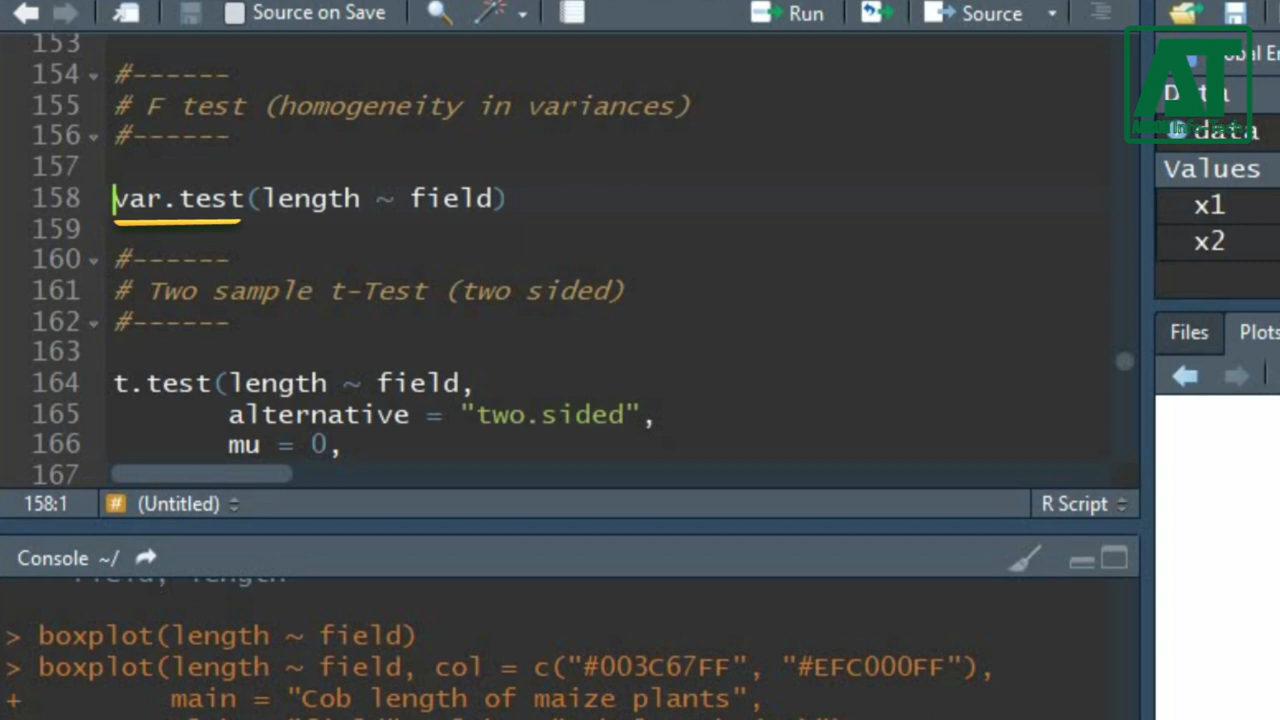 Source on Save
Run
Source
153
154 #------
155 # F test (homogeneity in variances)
156 #------
157
158 var.test(length ~ field)
159
160 #------
161 # Two sample t-Test (two sided)
162 #------
163
164 t.test(length ~ field,
165 alternative = "two.sided",
166 mu = 0,
167
158:1 # (Untitled) R Script
Console ~/
field, length
> boxplot(length ~ field)
> boxplot(length ~ field, col = c("#003C67FF", "#EFC000FF"),
+ main = "Cob length of maize plants",
AT
data
Values
x1
x2
Files Plots